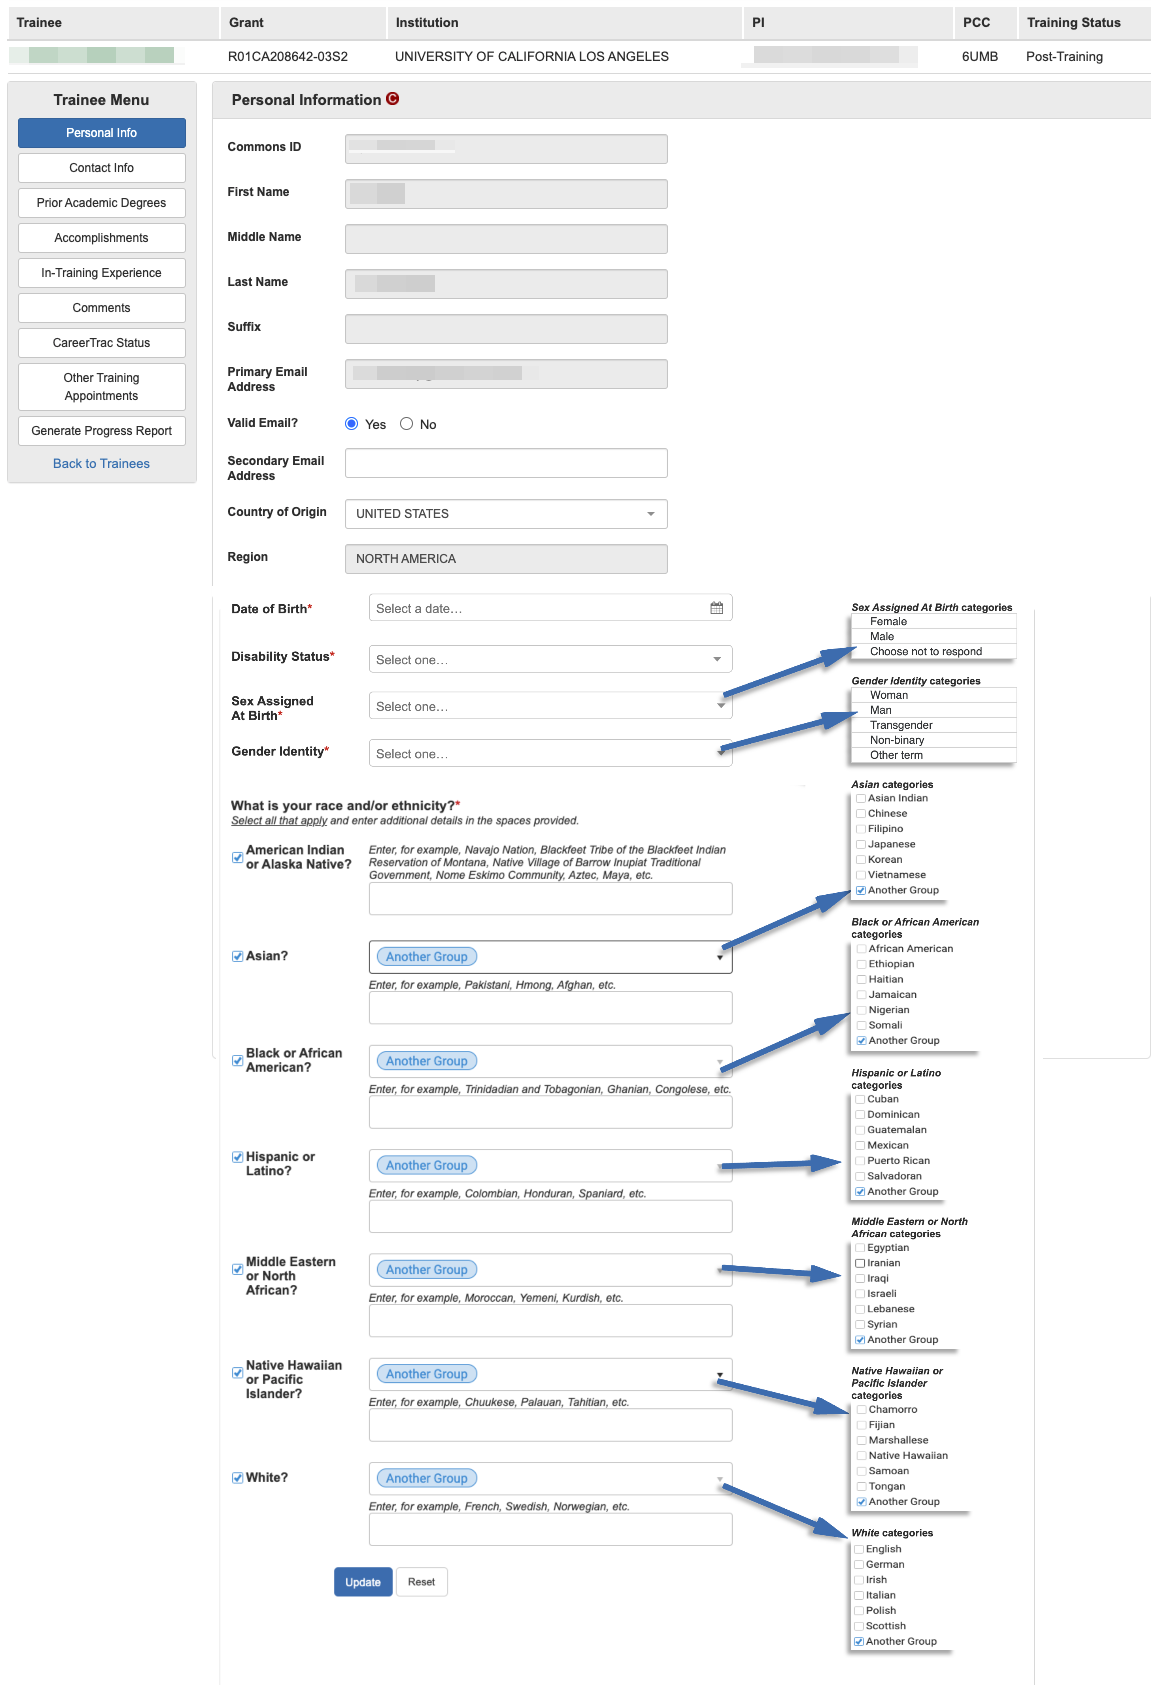 Trainee Grant Institution PI PCC Training Status
R01CA208642-03S2 UNIVERSITY OF CALIFORNIA LOS ANGELES 6UMB Post-Training
Trainee Menu
Personal Info
Contact Info
Prior Academic Degrees
Accomplishments
In-Training Experience
Comments
CareerTrac Status
Other Training
Appointments
Generate Progress Report
Back to Trainees
Personal Information C
Commons ID
First Name
Middle Name
Last Name
Suffix
Primary Email
Address
Valid Email? Yes No
Secondary Email
Address
Country of Origin UNITED STATES
Region NORTH AMERICA
Date of Birth* Select a date...
Disability Status* Select one...
Sex Assigned
At Birth* Select one...
Gender Identity* Select one...
What is your race and/or ethnicity?*
Select all that apply and enter additional details in the spaces provided.
American Indian
or Alaska Native?
Enter, for example, Navajo Nation, Blackfeet Tribe of the Blackfeet Indian
Reservation of Montana, Native Village of Barrow Inupiat Traditional
Government, Nome Eskimo Community, Aztec, Maya, etc.
Asian? Another Group
Enter, for example, Pakistani, Hmong, Afghan, etc.
Black or African
American?
Another Group
Enter, for example, Trinidadian and Tobagonian, Ghanian, Congolese, etc.
Hispanic or
Latino?
Another Group
Enter, for example, Colombian, Honduran, Spaniard, etc.
Middle Eastern
or North
African?
Another Group
Enter, for example, Moroccan, Yemeni, Kurdish, etc.
Native Hawaiian
or Pacific
Islander?
Another Group
Enter, for example, Chuukese, Palauan, Tahitian, etc.
White? Another Group
Enter, for example, French, Swedish, Norwegian, etc.
Update Reset
Sex Assigned At Birth categories
Female
Male
Choose not to respond
Gender Identity categories
Woman
Man
Transgender
Non-binary
Other term
Asian categories
Asian Indian
Chinese
Filipino
Japanese
Korean
Vietnamese
Another Group
Black or African American
categories
African American
Ethiopian
Haitian
Jamaican
Nigerian
Somali
Another Group
Hispanic or Latino
categories
Cuban
Dominican
Guatemalan
Mexican
Puerto Rican
Salvadoran
Another Group
Middle Eastern or North
African categories
Egyptian
Iranian
Iraqi
Israeli
Lebanese
Syrian
Another Group
Native Hawaiian or
Pacific Islander
categories
Chamorro
Fijian
Marshallese
Native Hawaiian
Samoan
Tongan
Another Group
White categories
English
German
Irish
Italian
Polish
Scottish
Another Group